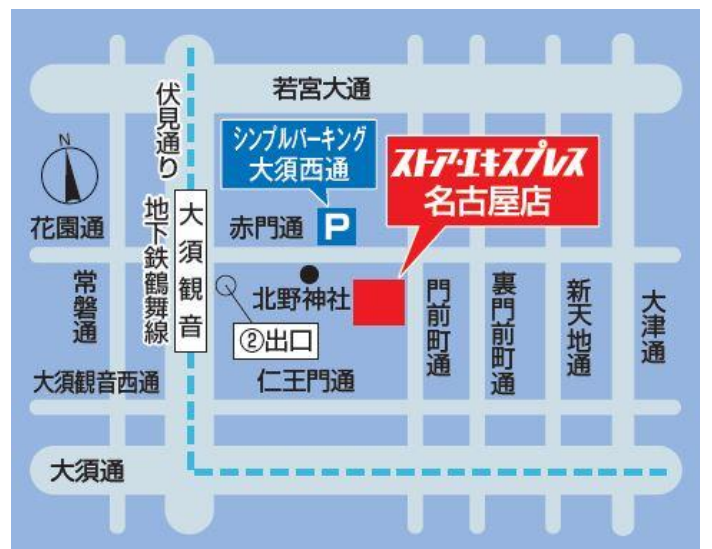 若宮大通
伏見通り
シンプルパーキング
大須西通
ストア・エキスプレス
名古屋店
N
花園通
地下鉄鶴舞線
大須観音
赤門通
P
常磐通
北野神社
②出口
門前町通
裏門前町通
新天地通
大津通
大須観音西通
仁王門通
大須通